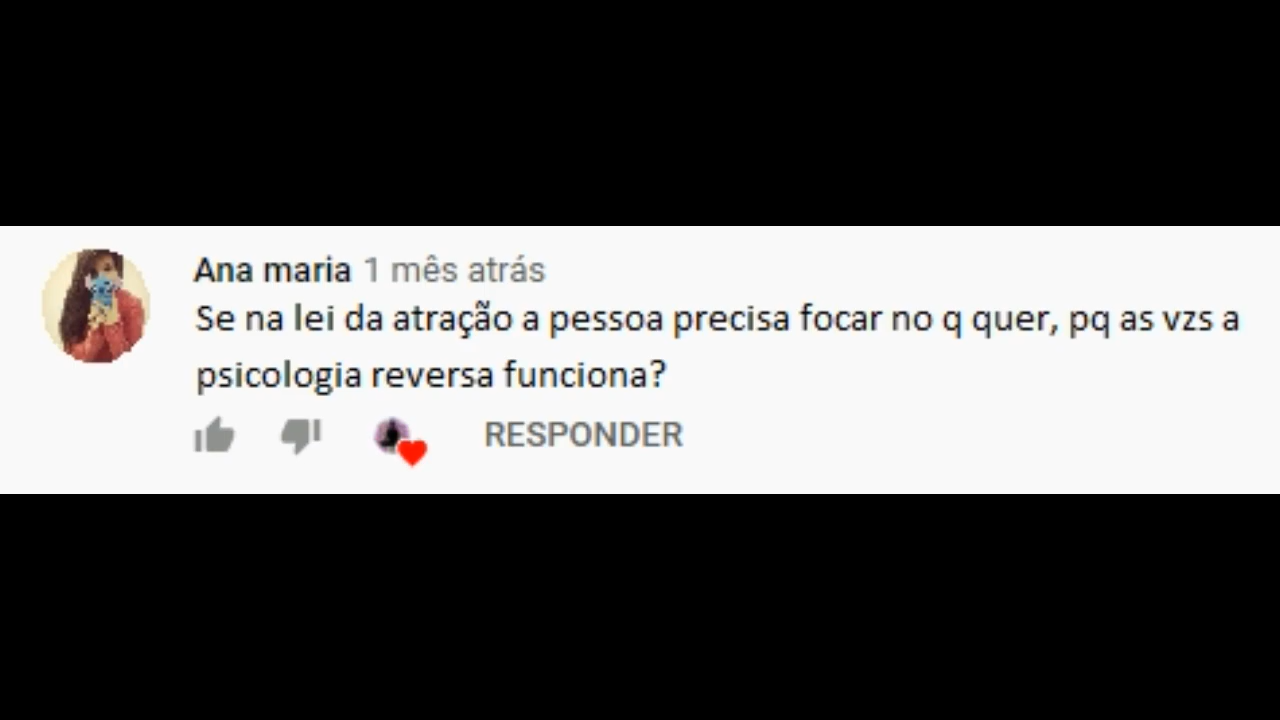 Ana maria 1 mês atrás
Se na lei da atração a pessoa precisa focar no q quer, pq as vzs a
psicologia reversa funciona?
RESPONDER